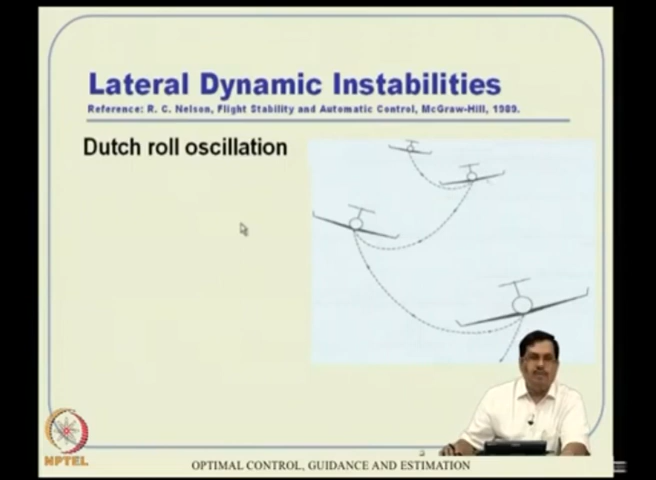 Lateral Dynamic Instabilities
Reference: R. C. Nelson, Flight Stability and Automatic Control, McGraw-Hill, 1989.
Dutch roll oscillation
NPTEL
OPTIMAL CONTROL, GUIDANCE AND ESTIMATION